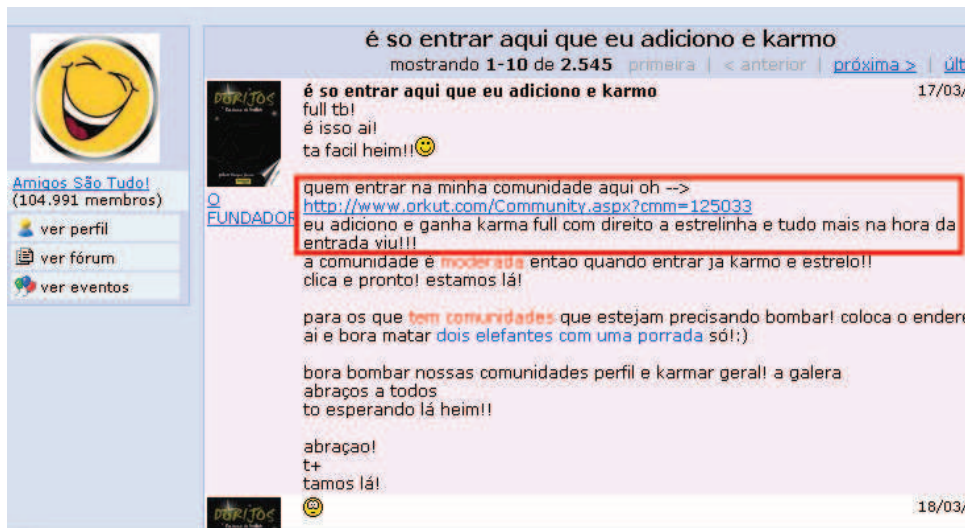 é so entrar aqui que eu adiciono e karmo
mostrando 1-10 de 2.545 primeira | < anterior | próxima > | últ
DORITOS
é so entrar aqui que eu adiciono e karmo
17/03/
full tb!
é isso ai!
ta facil heim!!
Amigos São Tudo!
(104.991 membros)
ver perfil
ver fórum
ver eventos
O
FUNDADOR
quem entrar na minha comunidade aqui oh -->
http://www.orkut.com/Community.aspx?cmm=125033
eu adiciono e ganha karma full com direito a estrelinha e tudo mais na hora da
entrada viu!!!
a comunidade é moderada entao quando entrar ja karmo e estrelo!!
clica e pronto! estamos lá!
para os que tem comunidades que estejam precisando bombar! coloca o endere
ai e bora matar dois elefantes com uma porrada só!:)
bora bombar nossas comunidades perfil e karmar geral! a galera
abraços a todos
to esperando lá heim!!
abraçao!
t+
tamos lá!
DORITOS
18/03/